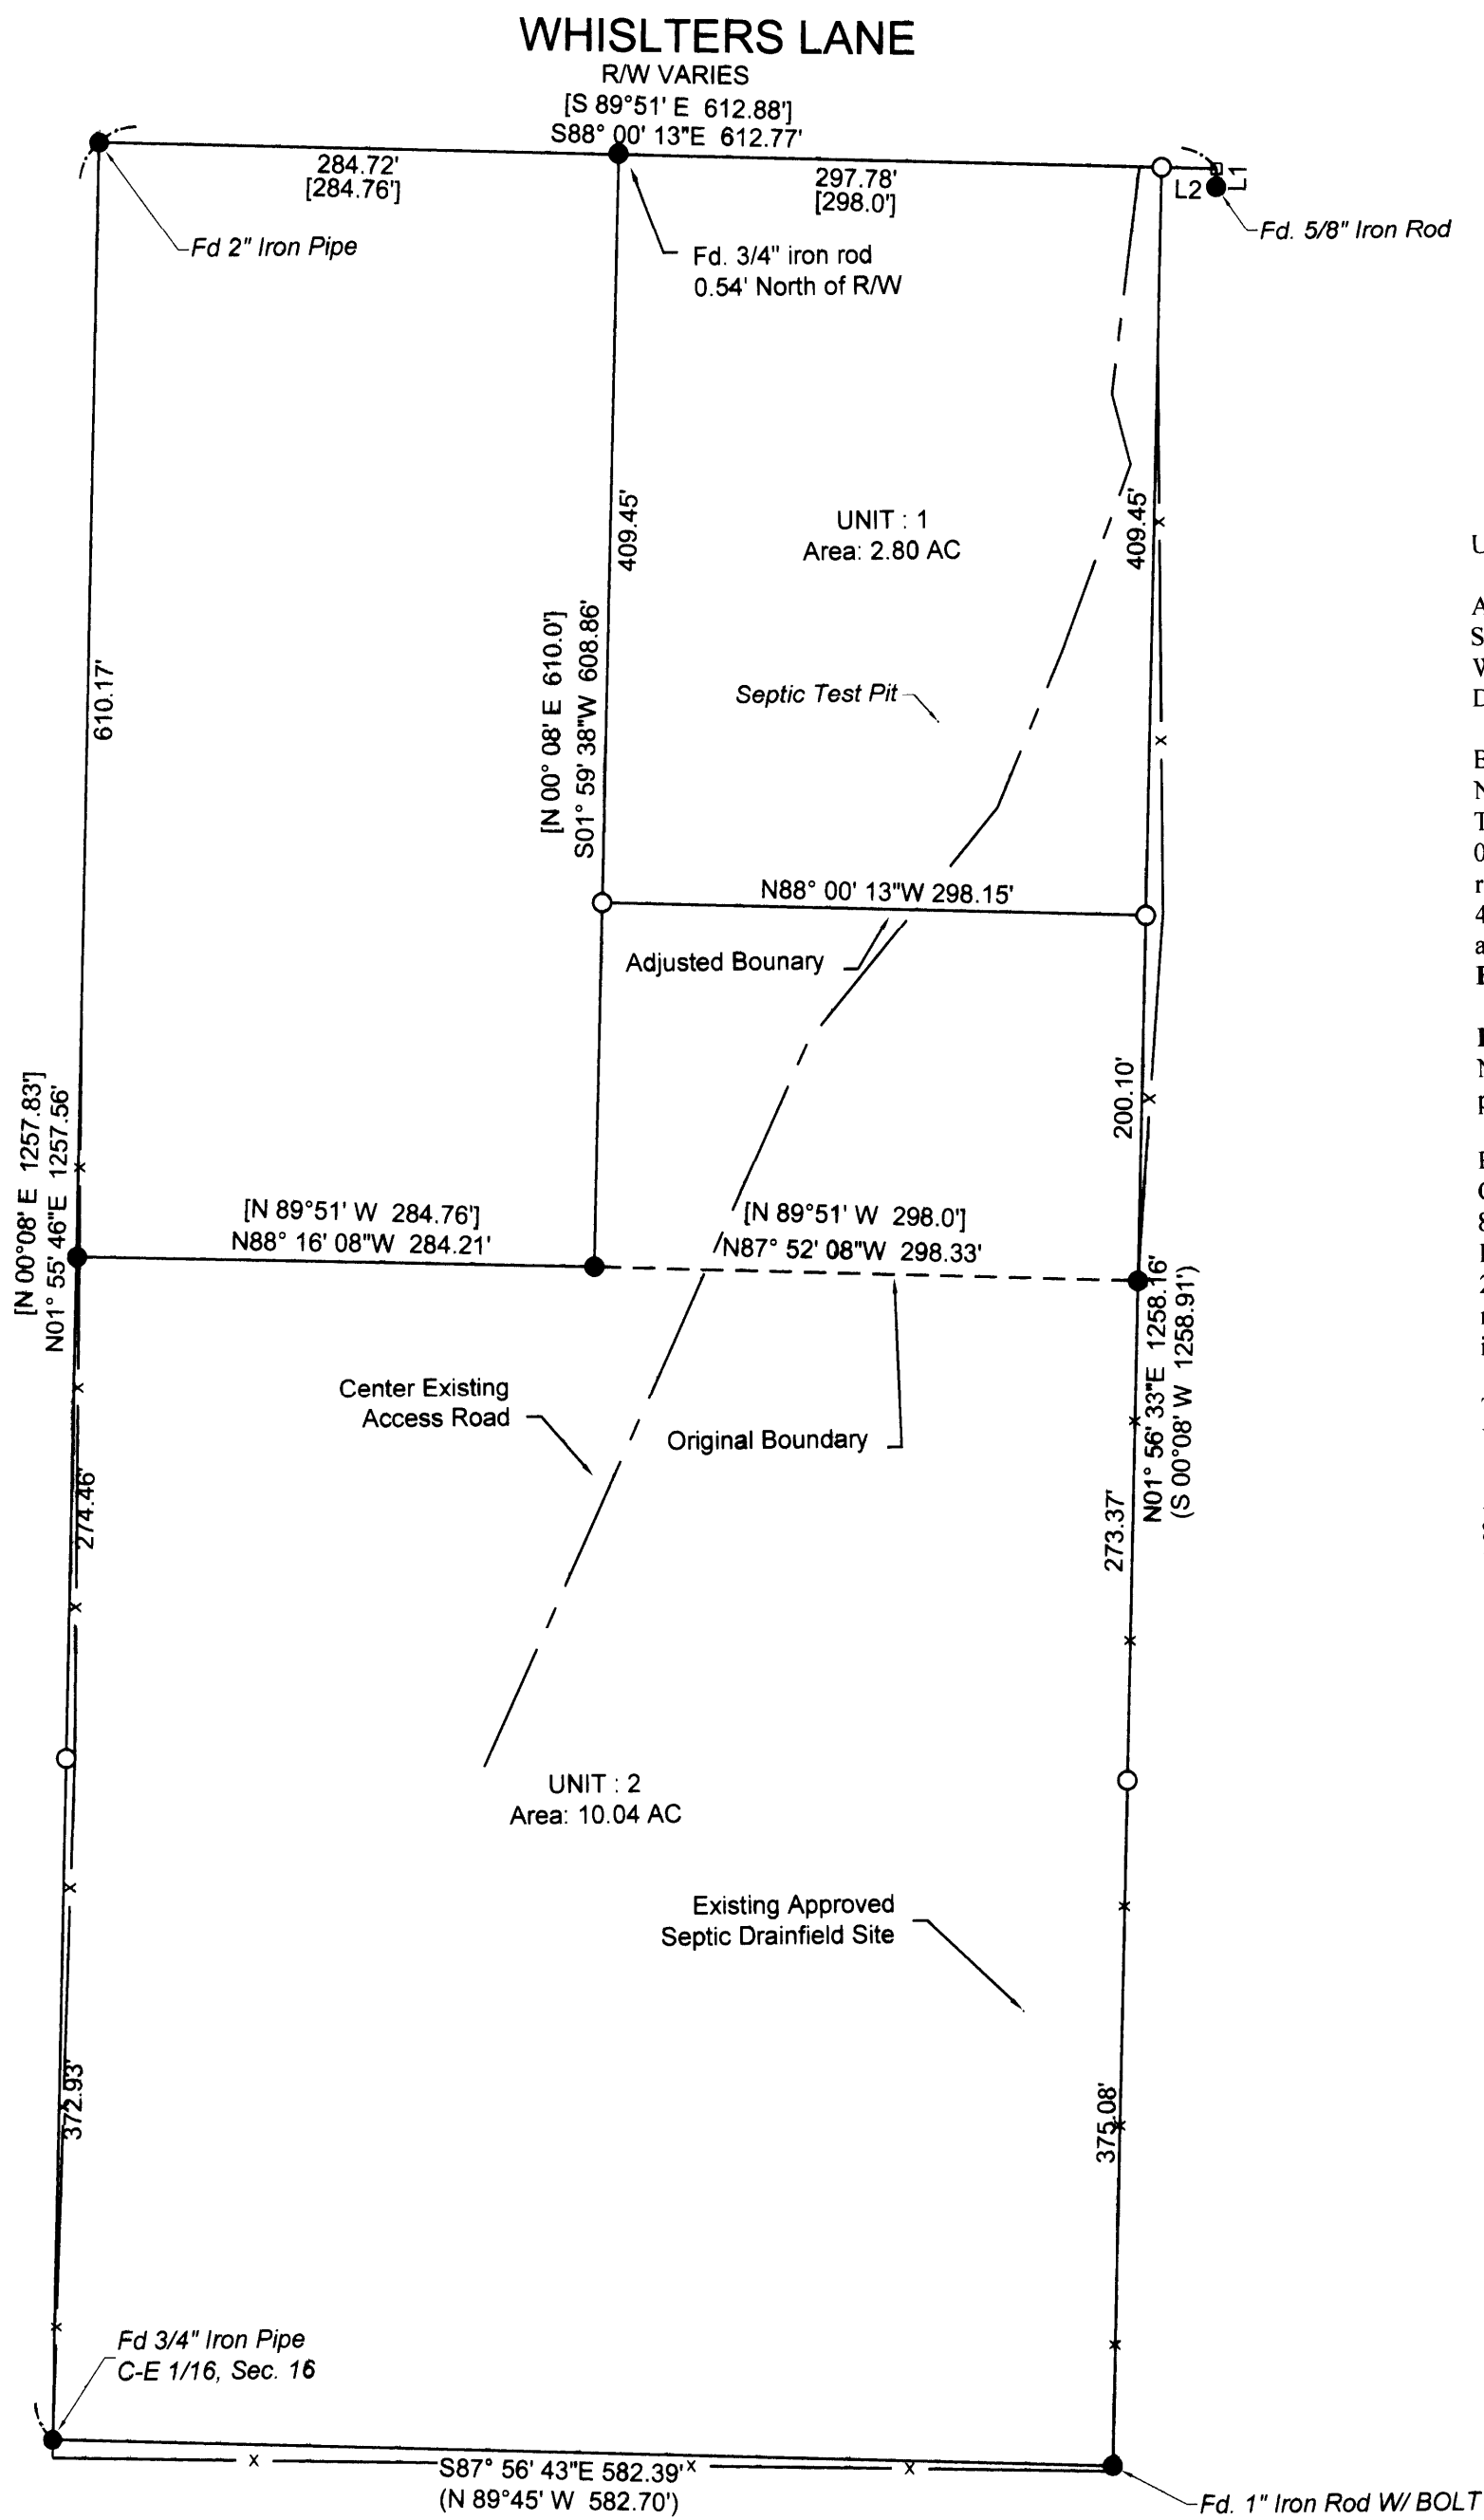 WHISLTERS LANE
R/W VARIES
[S 89°51' E 612.88']
S88° 00' 13"E 612.77'
284.72'
[284.76']
297.78'
[298.0']
L2
L1
Fd 2" Iron Pipe
Fd. 3/4" iron rod
0.54' North of R/W
Fd. 5/8" Iron Rod
610.17'
409.45'
[N 00° 08' E 610.0']
S01° 59' 38"W 608.86'
UNIT : 1
Area: 2.80 AC
409.45'
Septic Test Pit
N88° 00' 13"W 298.15'
Adjusted Bounary
200.10'
[N 00°08' E 1257.83']
N01° 55' 46"E 1257.56'
[N 89°51' W 284.76']
N88° 16' 08"W 284.21'
[N 89°51' W 298.0']
N87° 52' 08"W 298.33'
N01° 56' 33"E 1258.16'
(S 00°08' W 1258.91')
Center Existing
Access Road
Original Boundary
274.46'
273.37'
UNIT : 2
Area: 10.04 AC
Existing Approved
Septic Drainfield Site
372.93'
375.08'
Fd 3/4" Iron Pipe
C-E 1/16, Sec. 16
S87° 56' 43"E 582.39'
(N 89°45' W 582.70')
Fd. 1" Iron Rod W/ BOLT